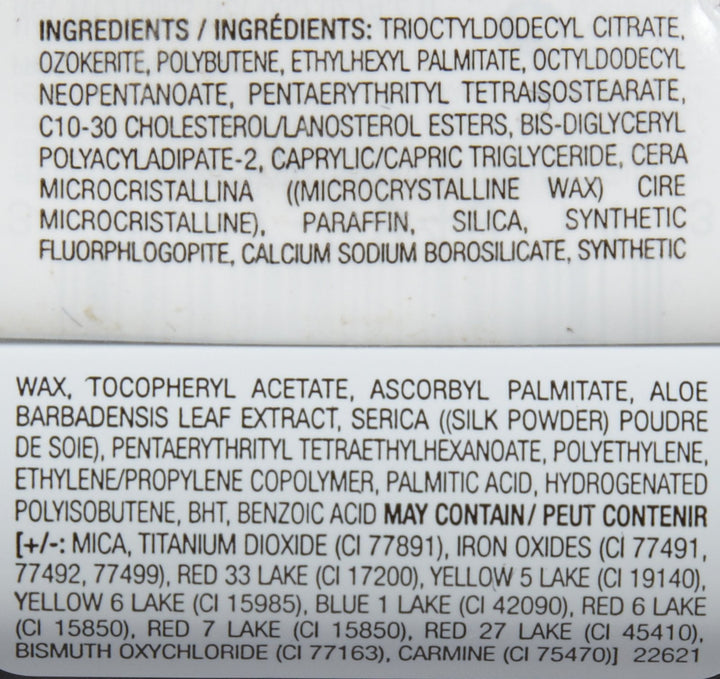 INGREDIENTS / INGRÉDIENTS: TRIOCTYLDODECYL CITRATE,
OZOKERITE, POLYBUTENE, ETHYLHEXYL PALMITATE, OCTYLDODECYL
NEOPENTANOATE, PENTAERYTHRITYL TETRAISOSTEARATE,
C10-30 CHOLESTEROL/LANOSTEROL ESTERS, BIS-DIGLYCERYL
POLYACYLADIPATE-2, CAPRYLIC/CAPRIC TRIGLYCERIDE, CERA
MICROCRISTALLINA ((MICROCRYSTALLINE WAX) CIRE
MICROCRISTALLINE), PARAFFIN, SILICA, SYNTHETIC
FLUORPHLOGOPITE, CALCIUM SODIUM BOROSILICATE, SYNTHETIC
WAX, TOCOPHERYL ACETATE, ASCORBYL PALMITATE, ALOE
BARBADENSIS LEAF EXTRACT, SERICA ((SILK POWDER) POUDRE
DE SOIE), PENTAERYTHRITYL TETRAETHYLHEXANOATE, POLYETHYLENE,
ETHYLENE/PROPYLENE COPOLYMER, PALMITIC ACID, HYDROGENATED
POLYISOBUTENE, BHT, BENZOIC ACID MAY CONTAIN/ PEUT CONTENIR
[+/-: MICA, TITANIUM DIOXIDE (CI 77891), IRON OXIDES (CI 77491,
77492, 77499), RED 33 LAKE (CI 17200), YELLOW 5 LAKE (CI 19140),
YELLOW 6 LAKE (CI 15985), BLUE 1 LAKE (CI 42090), RED 6 LAKE
(CI 15850), RED 7 LAKE (CI 15850), RED 27 LAKE (CI 45410),
BISMUTH OXYCHLORIDE (CI 77163), CARMINE (CI 75470)] 22621